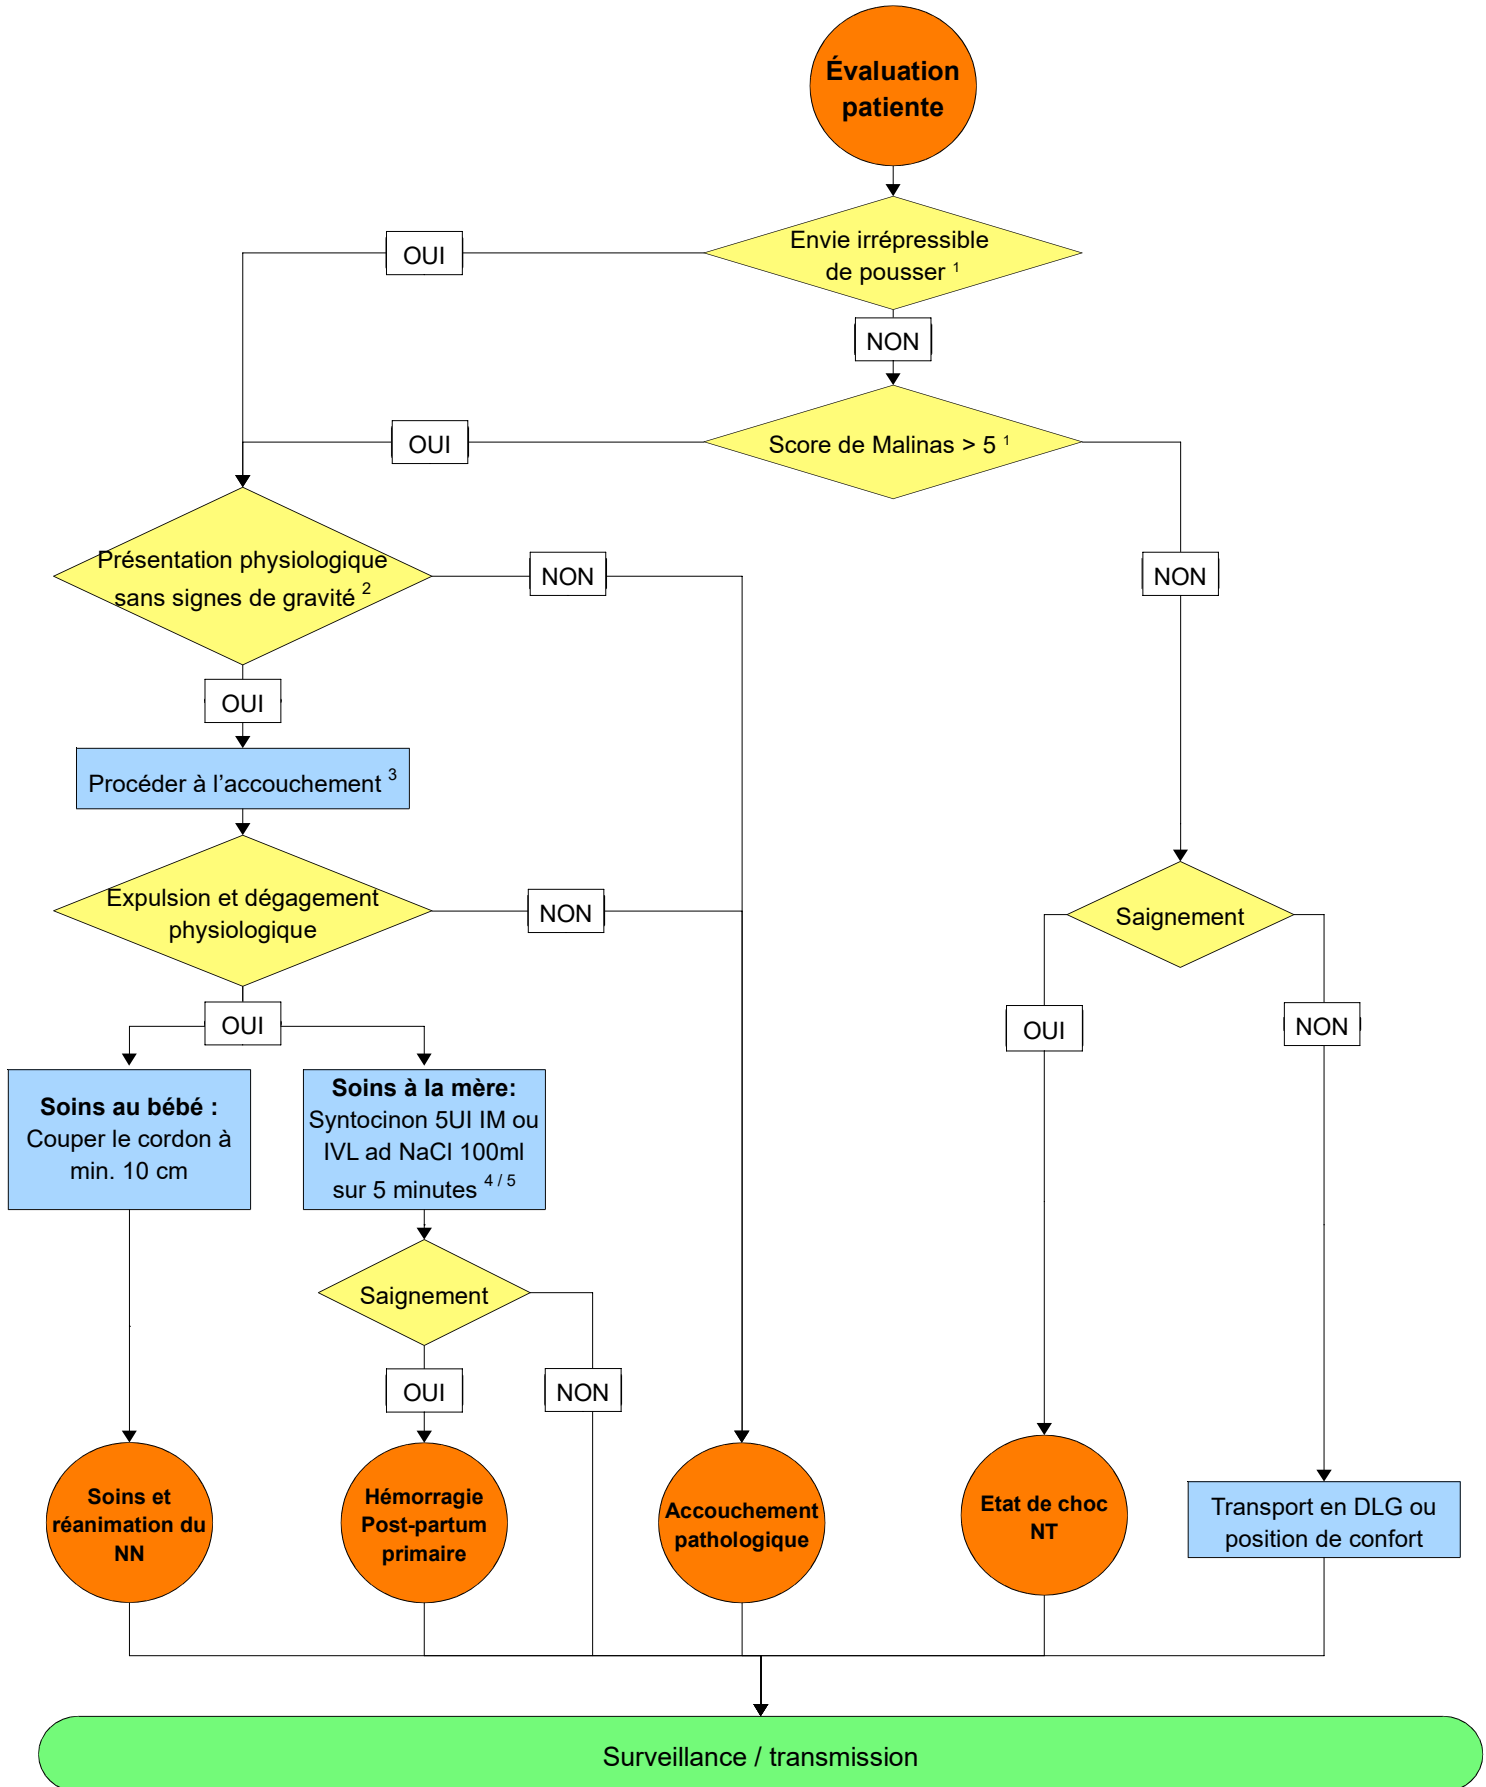 Évaluation
patiente
Envie irrépressible
de pousser ¹
OUI
NON
Score de Malinas > 5 ¹
OUI
NON
Présentation physiologique
sans signes de gravité ²
NON
OUI
Procéder à l’accouchement ³
Expulsion et dégagement
physiologique
NON
OUI
Saignement
OUI
NON
Soins au bébé :
Couper le cordon à
min. 10 cm
Soins à la mère:
Syntocinon 5UI IM ou
IVL ad NaCl 100ml
sur 5 minutes ⁴ ᐟ ⁵
Saignement
OUI
NON
Soins et
réanimation du
NN
Hémorragie
Post-partum
primaire
Accouchement
pathologique
Etat de choc
NT
Transport en DLG ou
position de confort
Surveillance / transmission